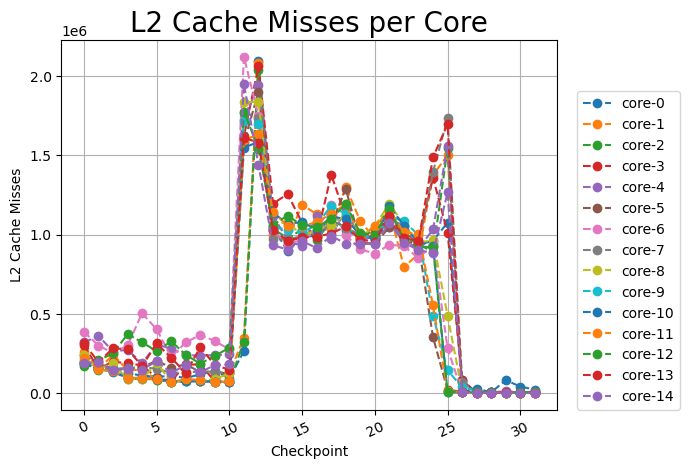 L2 Cache Misses per Core
1e6
2.0
1.5
1.0
0.5
0.0
L2 Cache Misses
0
5
10
15
20
25
30
Checkpoint
core-0
core-1
core-2
core-3
core-4
core-5
core-6
core-7
core-8
core-9
core-10
core-11
core-12
core-13
core-14